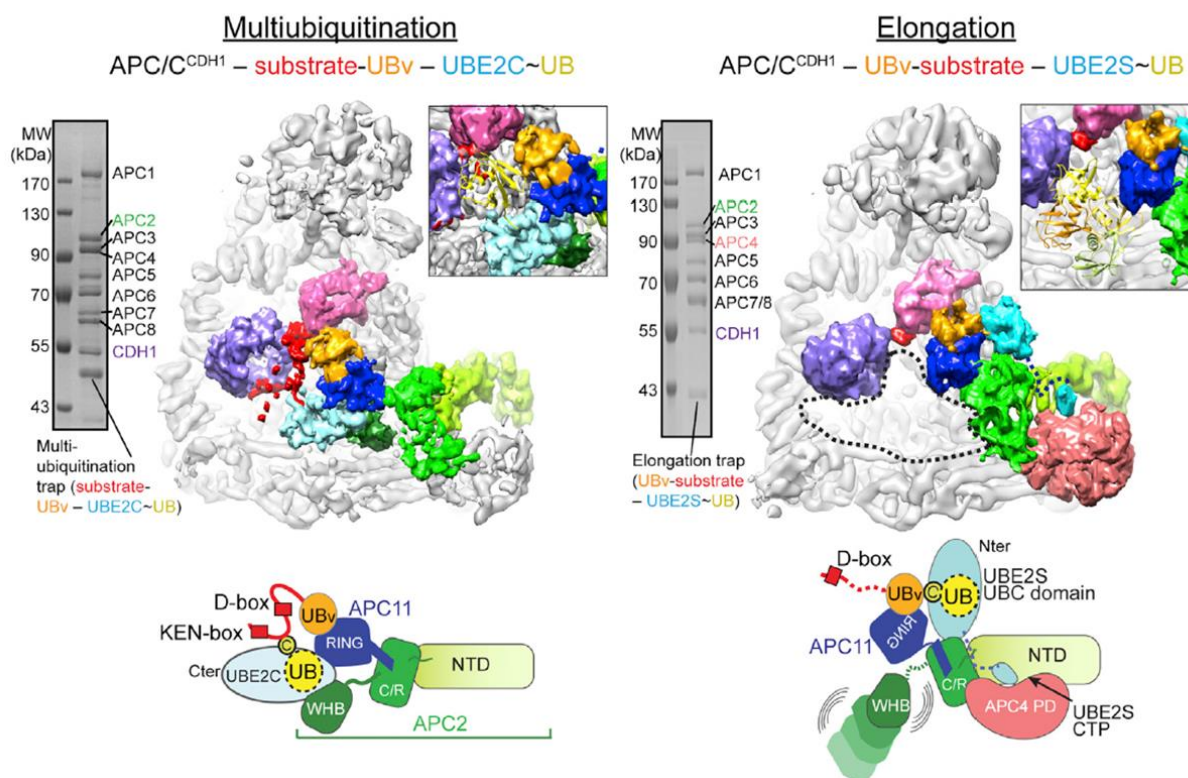 Multiubiquitination
APC/C^CDH1 – substrate-UBv – UBE2C~UB
MW
(kDa)
170
130
90
70
55
43
APC1
APC2
APC3
APC4
APC5
APC6
APC7
APC8
CDH1
Multi-
ubiquitination
trap (substrate-
UBv – UBE2C~UB)
D-box
KEN-box
UBv
APC11
RING
C
Cter
UBE2C
UB
WHB
C/R
NTD
APC2
Elongation
APC/C^CDH1 – UBv-substrate – UBE2S~UB
MW
(kDa)
170
130
90
70
55
43
APC1
APC2
APC3
APC4
APC5
APC6
APC7/8
CDH1
Elongation trap
(UBv-substrate
– UBE2S~UB)
D-box
UBv
C
UB
Nter
UBE2S
UBC domain
APC11
RING
C/R
NTD
WHB
APC4 PD
UBE2S
CTP